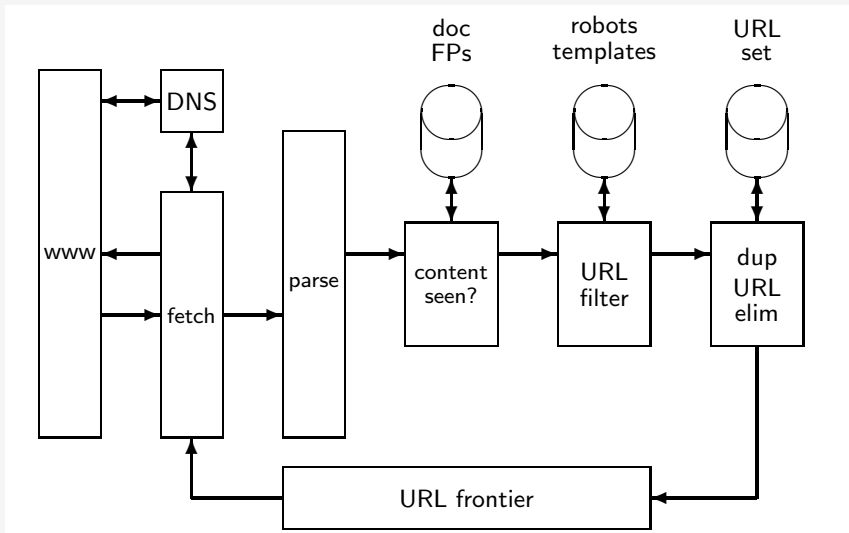 doc
FPs
robots
templates
URL
set
DNS
www
fetch
parse
content
seen?
URL
filter
dup
URL
elim
URL frontier